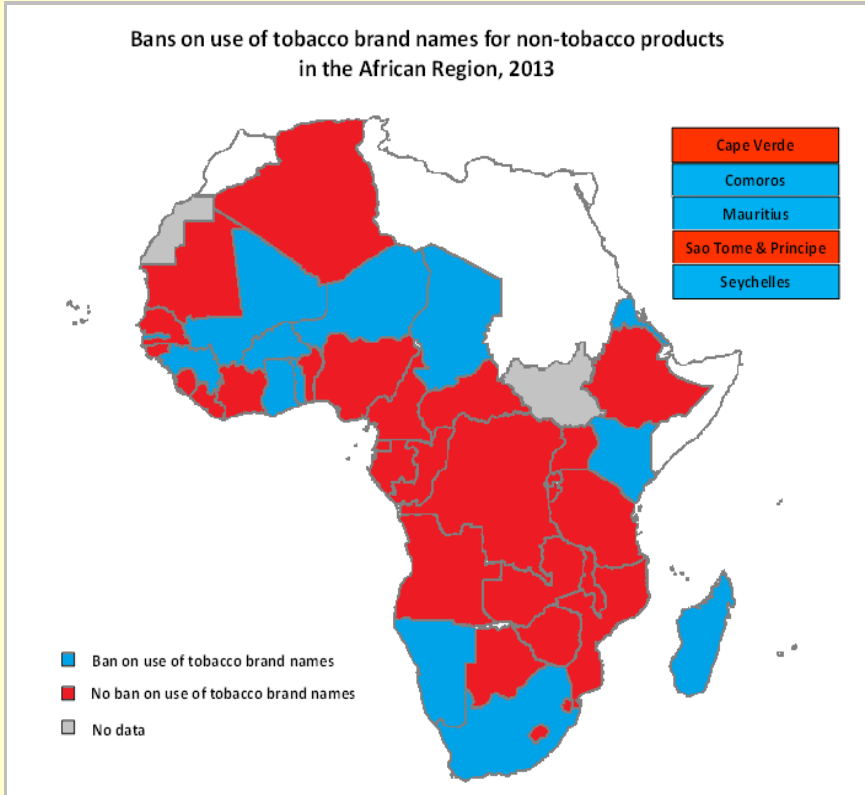 Bans on use of tobacco brand names for non-tobacco products
in the African Region, 2013
Cape Verde
Comoros
Mauritius
Sao Tome & Principe
Seychelles
Ban on use of tobacco brand names
No ban on use of tobacco brand names
No data